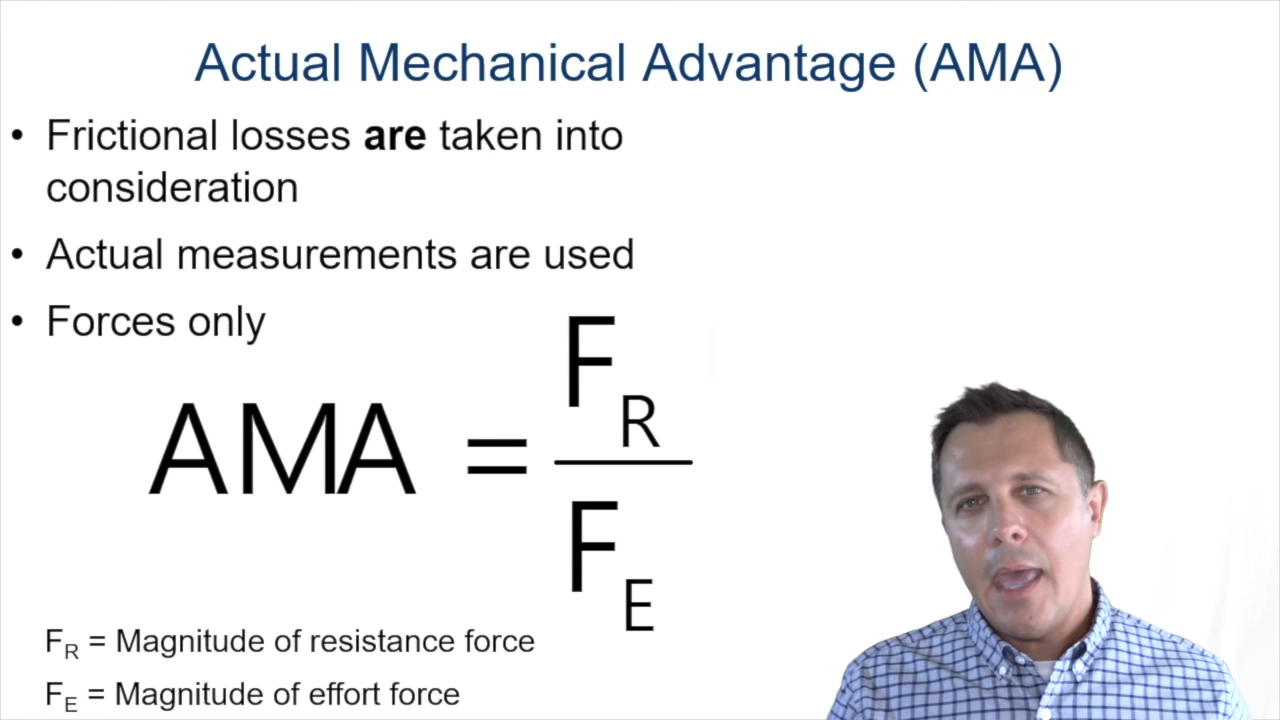 Actual Mechanical Advantage (AMA)
• Frictional losses are taken into
consideration
• Actual measurements are used
• Forces only
AMA = F_R / F_E
F_R = Magnitude of resistance force
F_E = Magnitude of effort force